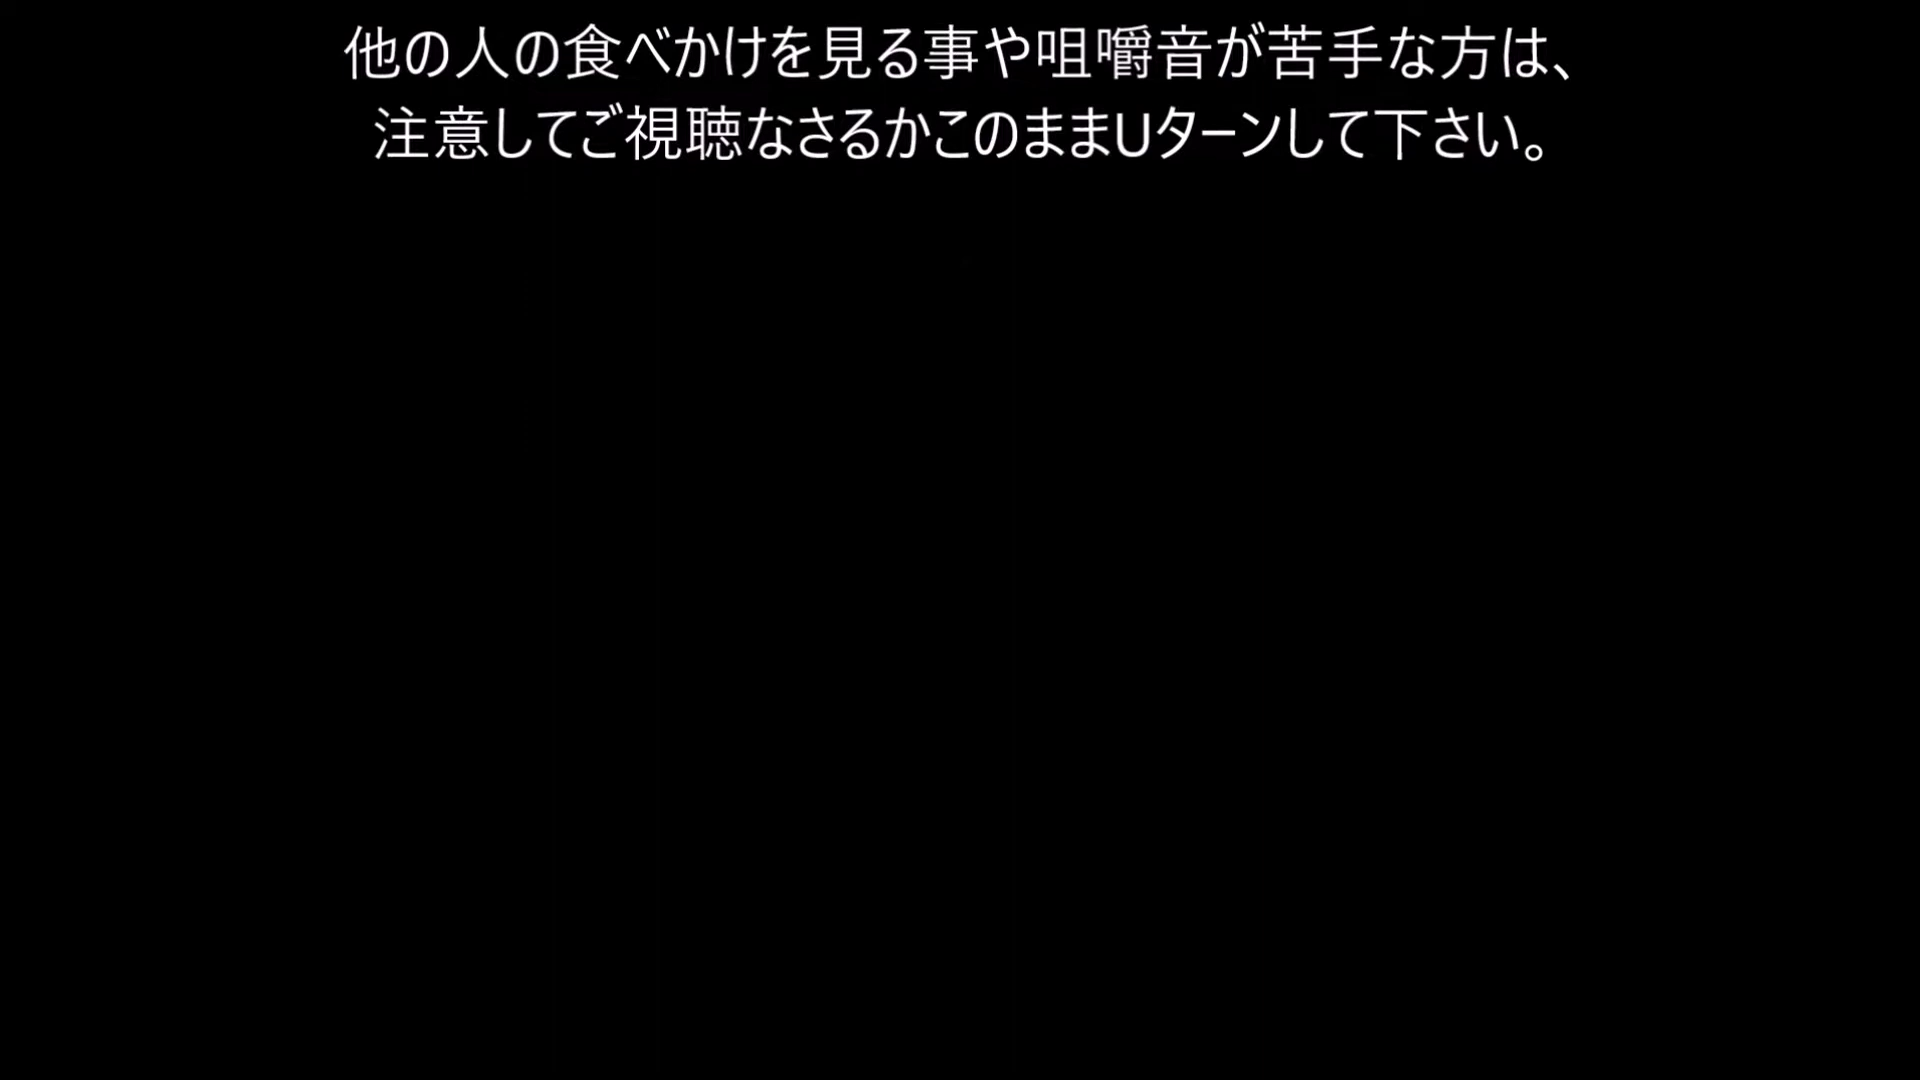 他の人の食べかけを見る事や咀嚼音が苦手な方は、
注意してご視聴なさるかこのままUターンして下さい。